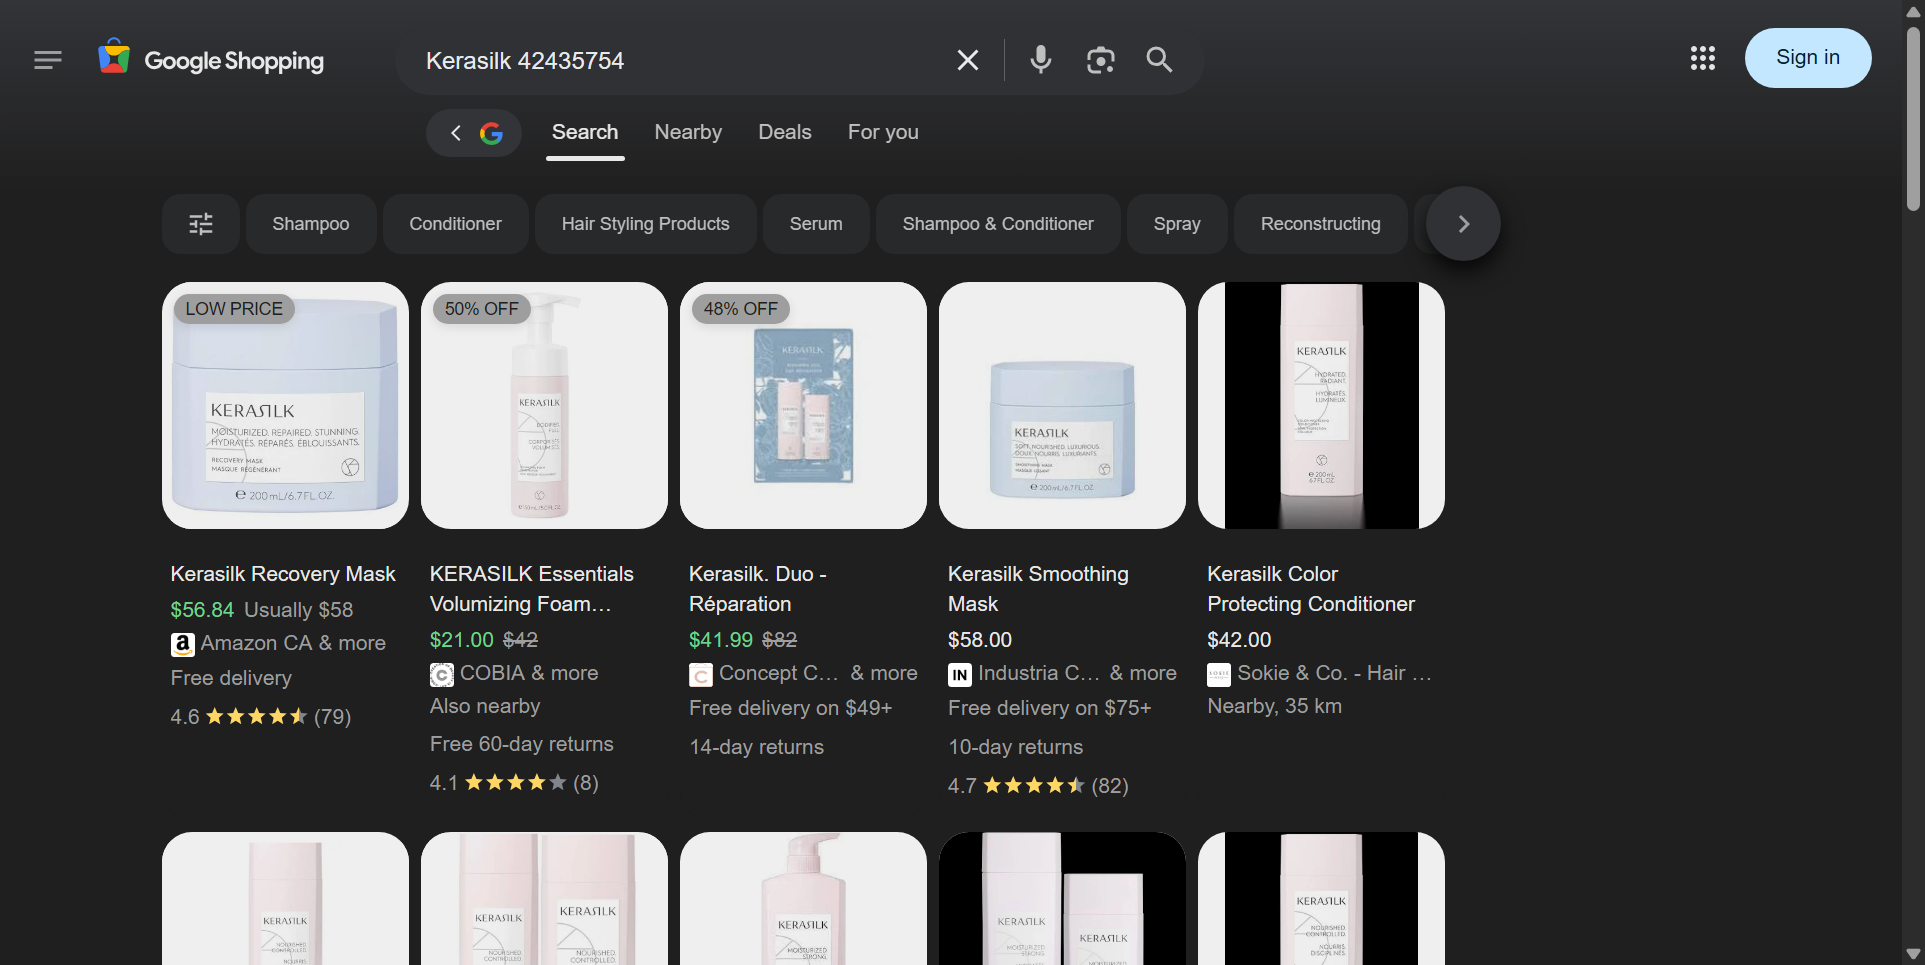 Google Shopping
Kerasilk 42435754
Sign in
Search
Nearby
Deals
For you
Shampoo
Conditioner
Hair Styling Products
Serum
Shampoo & Conditioner
Spray
Reconstructing
LOW PRICE
KERASILK
MOISTURIZED. REPAIRED. STUNNING.
HYDRATÉS. RÉPARÉS. ÉBLOUISSANTS.
RECOVERY MASK
MASQUE RÉGÉNÉRANT
e 200 mL/6.7 FL.OZ.
50% OFF
KERASILK
48% OFF
KERASILK
KERASILK
SOFT. NOURISHED. LUXURIOUS.
DOUX. NOURRIS. LUXURIANTS.
SMOOTHING MASK
MASQUE LISSANT
e 200 mL/6.7 FL.OZ.
KERASILK
HYDRATED.
RADIANT.
HYDRATÉS.
LUMINEUX.
e 200 mL
6.7 FL.OZ.
Kerasilk Recovery Mask
$56.84 Usually $58
Amazon CA & more
Free delivery
4.6 (79)
KERASILK Essentials
Volumizing Foam…
$21.00 $42
COBIA & more
Also nearby
Free 60-day returns
4.1 (8)
Kerasilk. Duo -
Réparation
$41.99 $82
Concept C… & more
Free delivery on $49+
14-day returns
Kerasilk Smoothing
Mask
$58.00
IN Industria C… & more
Free delivery on $75+
10-day returns
4.7 (82)
Kerasilk Color
Protecting Conditioner
$42.00
Sokie & Co. - Hair …
Nearby, 35 km
KERASILK
NOURISHED.
CONTROLLED.
NOURRIS.
KERASILK
NOURISHED.
CONTROLLED.
KERASILK
NOURISHED.
CONTROLLED.
KERASILK
MOISTURIZED.
STRONG.
KERASILK
MOISTURIZED.
STRONG.
KERASILK
MOISTURIZED.
KERASILK
NOURISHED.
CONTROLLED.
NOURRIS.
DISCIPLINÉS.